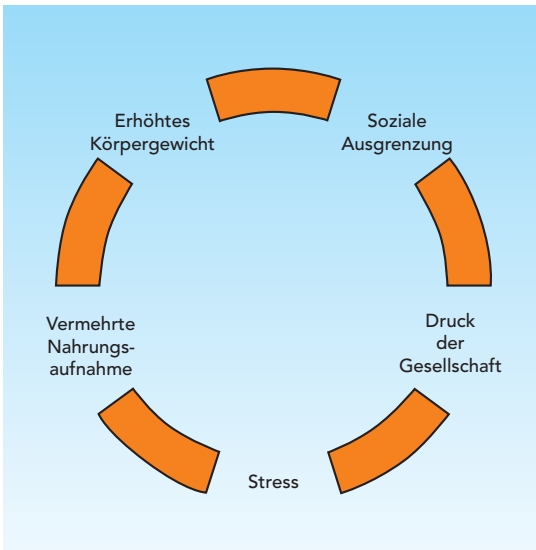 Erhöhtes
Körpergewicht
Soziale
Ausgrenzung
Druck
der
Gesellschaft
Stress
Vermehrte
Nahrungs-
aufnahme